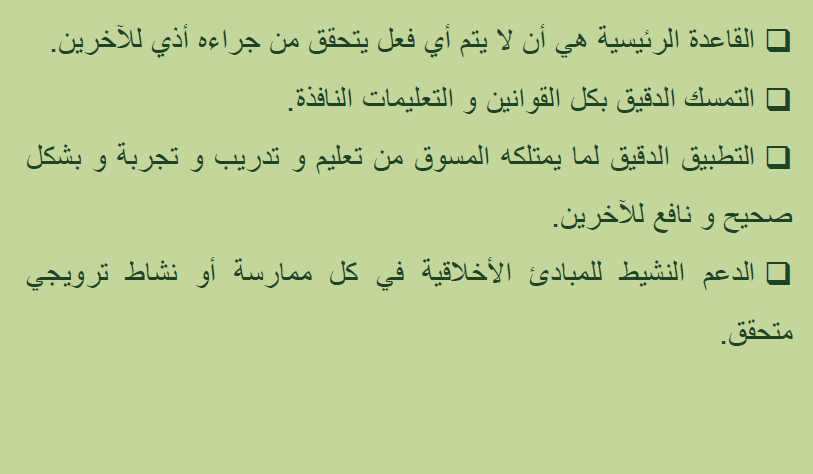 ❑ القاعدة الرئيسية هي أن لا يتم أي فعل يتحقق من جراءه أذي للآخرين.
❑ التمسك الدقيق بكل القوانين و التعليمات النافذة.
❑ التطبيق الدقيق لما يمتلكه المسوق من تعليم و تدريب و تجربة و بشكل
صحيح و نافع للآخرين.
❑ الدعم النشيط للمبادئ الأخلاقية في كل ممارسة أو نشاط ترويجي
متحقق.